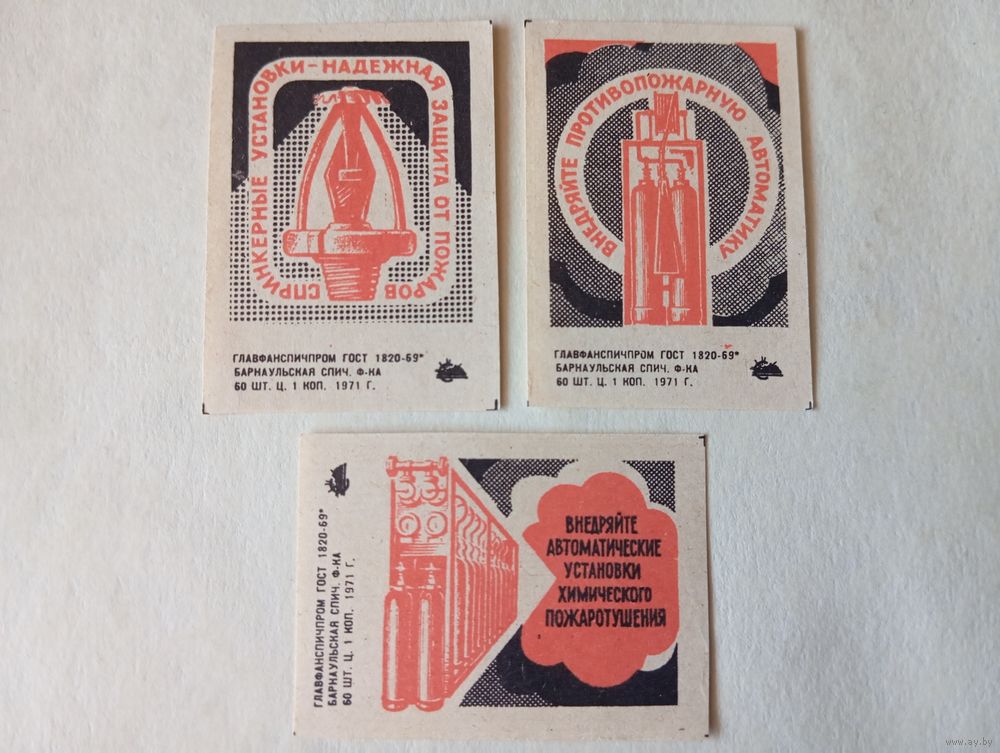 СПРИНКЕРНЫЕ УСТАНОВКИ - НАДЕЖНАЯ ЗАЩИТА ОТ ПОЖАРОВ
ГЛАВФАНСПИЧПРОМ ГОСТ 1820-69*
БАРНАУЛЬСКАЯ СПИЧ. Ф-КА
60 ШТ. Ц. 1 КОП. 1971 Г.
ВНЕДРЯЙТЕ ПРОТИВОПОЖАРНУЮ АВТОМАТИКУ
ГЛАВФАНСПИЧПРОМ ГОСТ 1820-69*
БАРНАУЛЬСКАЯ СПИЧ. Ф-КА
60 ШТ. Ц. 1 КОП. 1971 Г.
ГЛАВФАНСПИЧПРОМ ГОСТ 1820-69*
БАРНАУЛЬСКАЯ СПИЧ. Ф-КА
60 ШТ. Ц. 1 КОП. 1971 Г.
ВНЕДРЯЙТЕ
АВТОМАТИЧЕСКИЕ
УСТАНОВКИ
ХИМИЧЕСКОГО
ПОЖАРОТУШЕНИЯ
www.ay.by